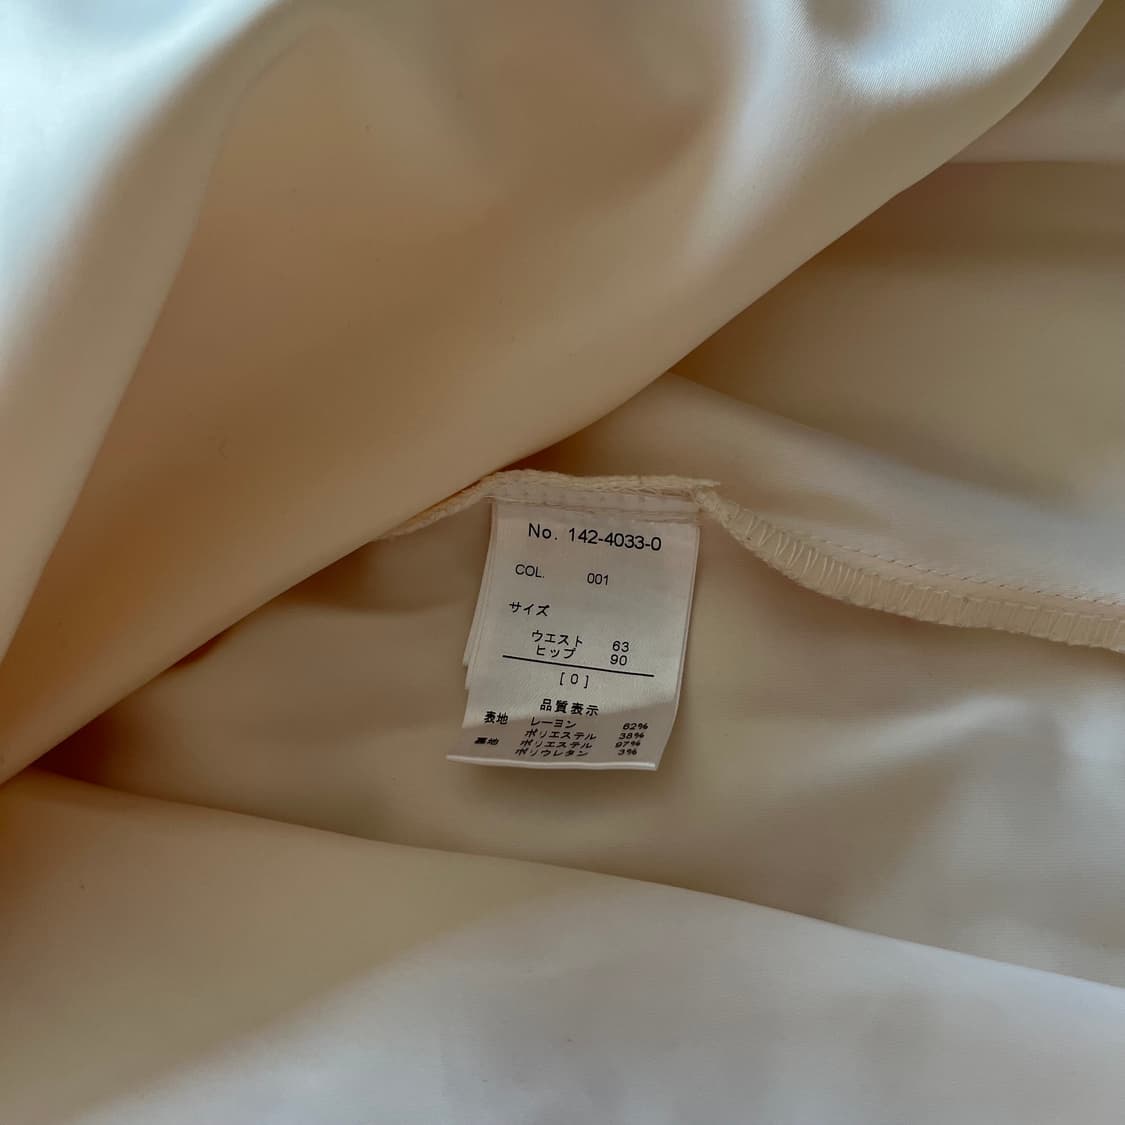 No. 142-4033-0
COL. 001
サイズ
ウエスト 63
ヒップ 90
[ 0 ]
品質表示
表地 レーヨン 62%
ポリエステル 38%
裏地 ポリエステル 97%
ポリウレタン 3%